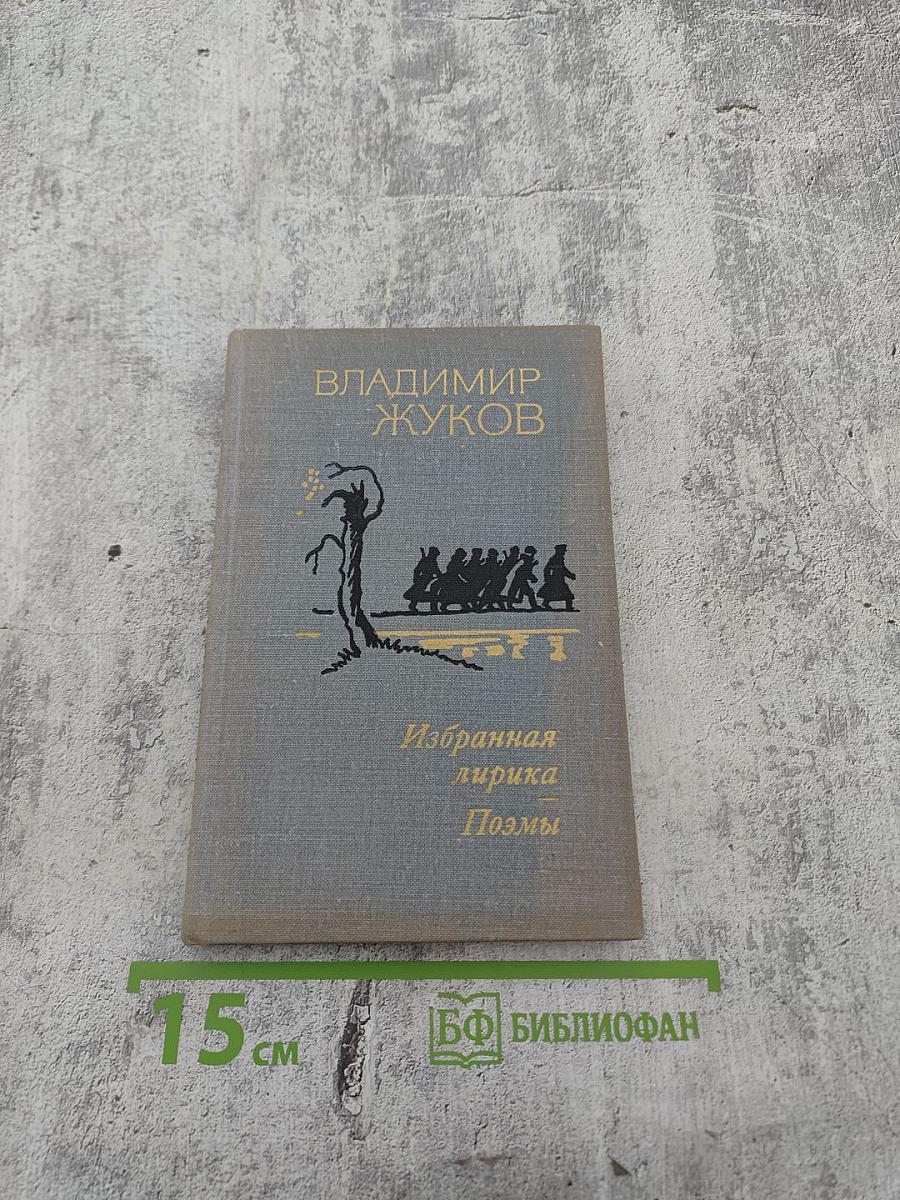 ВЛАДИМИР
ЖУКОВ
Избранная
лирика
Поэмы
15 см
БФ БИБЛИОФАН